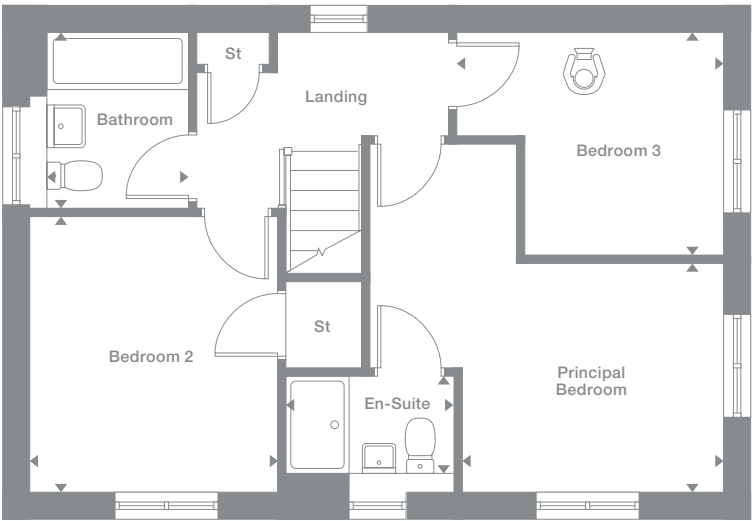 St
Landing
Bathroom
Bedroom 3
St
Bedroom 2
Principal
Bedroom
En-Suite